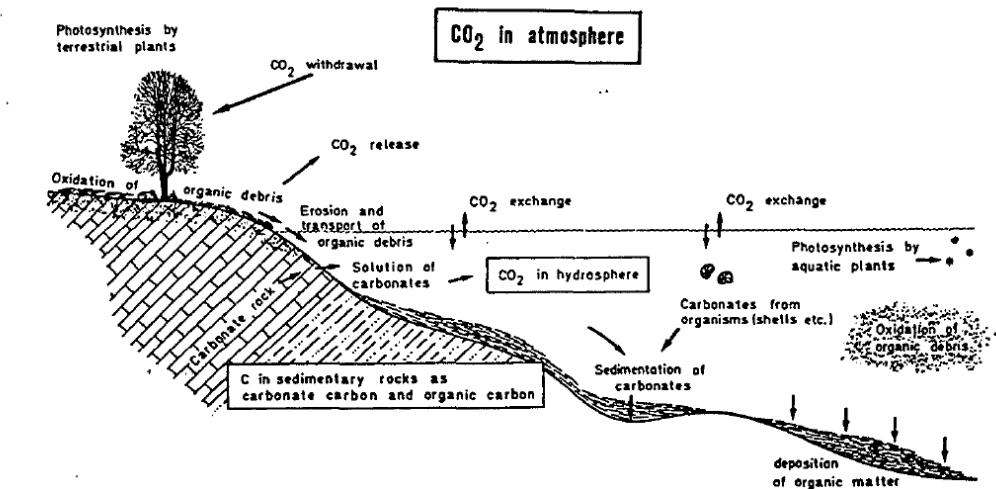 Photosynthesis by
terrestrial plants
CO2 in atmosphere
CO2 withdrawal
CO2 release
Oxidation of organic debris
Erosion and
transport of
organic debris
CO2 exchange
CO2 exchange
Photosynthesis by
aquatic plants
Solution of
carbonates
CO2 in hydrosphere
Carbonate rock
Carbonates from
organisms (shells etc.)
Oxidation of
organic debris
C in sedimentary rocks as
carbonate carbon and organic carbon
Sedimentation of
carbonates
deposition
of organic matter